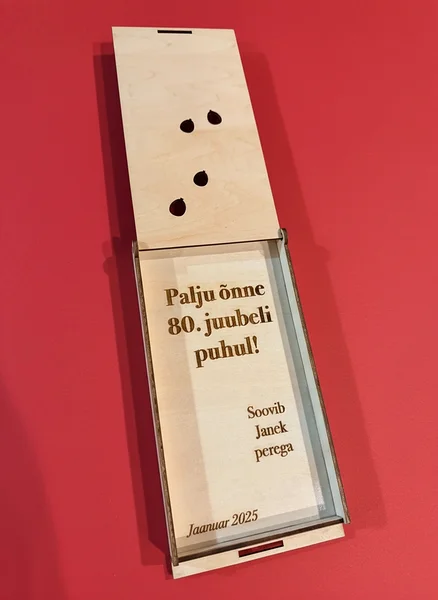 Palju õnne
80. juubeli
puhul!
Soovib
Janek
perega
Jaanuar 2025